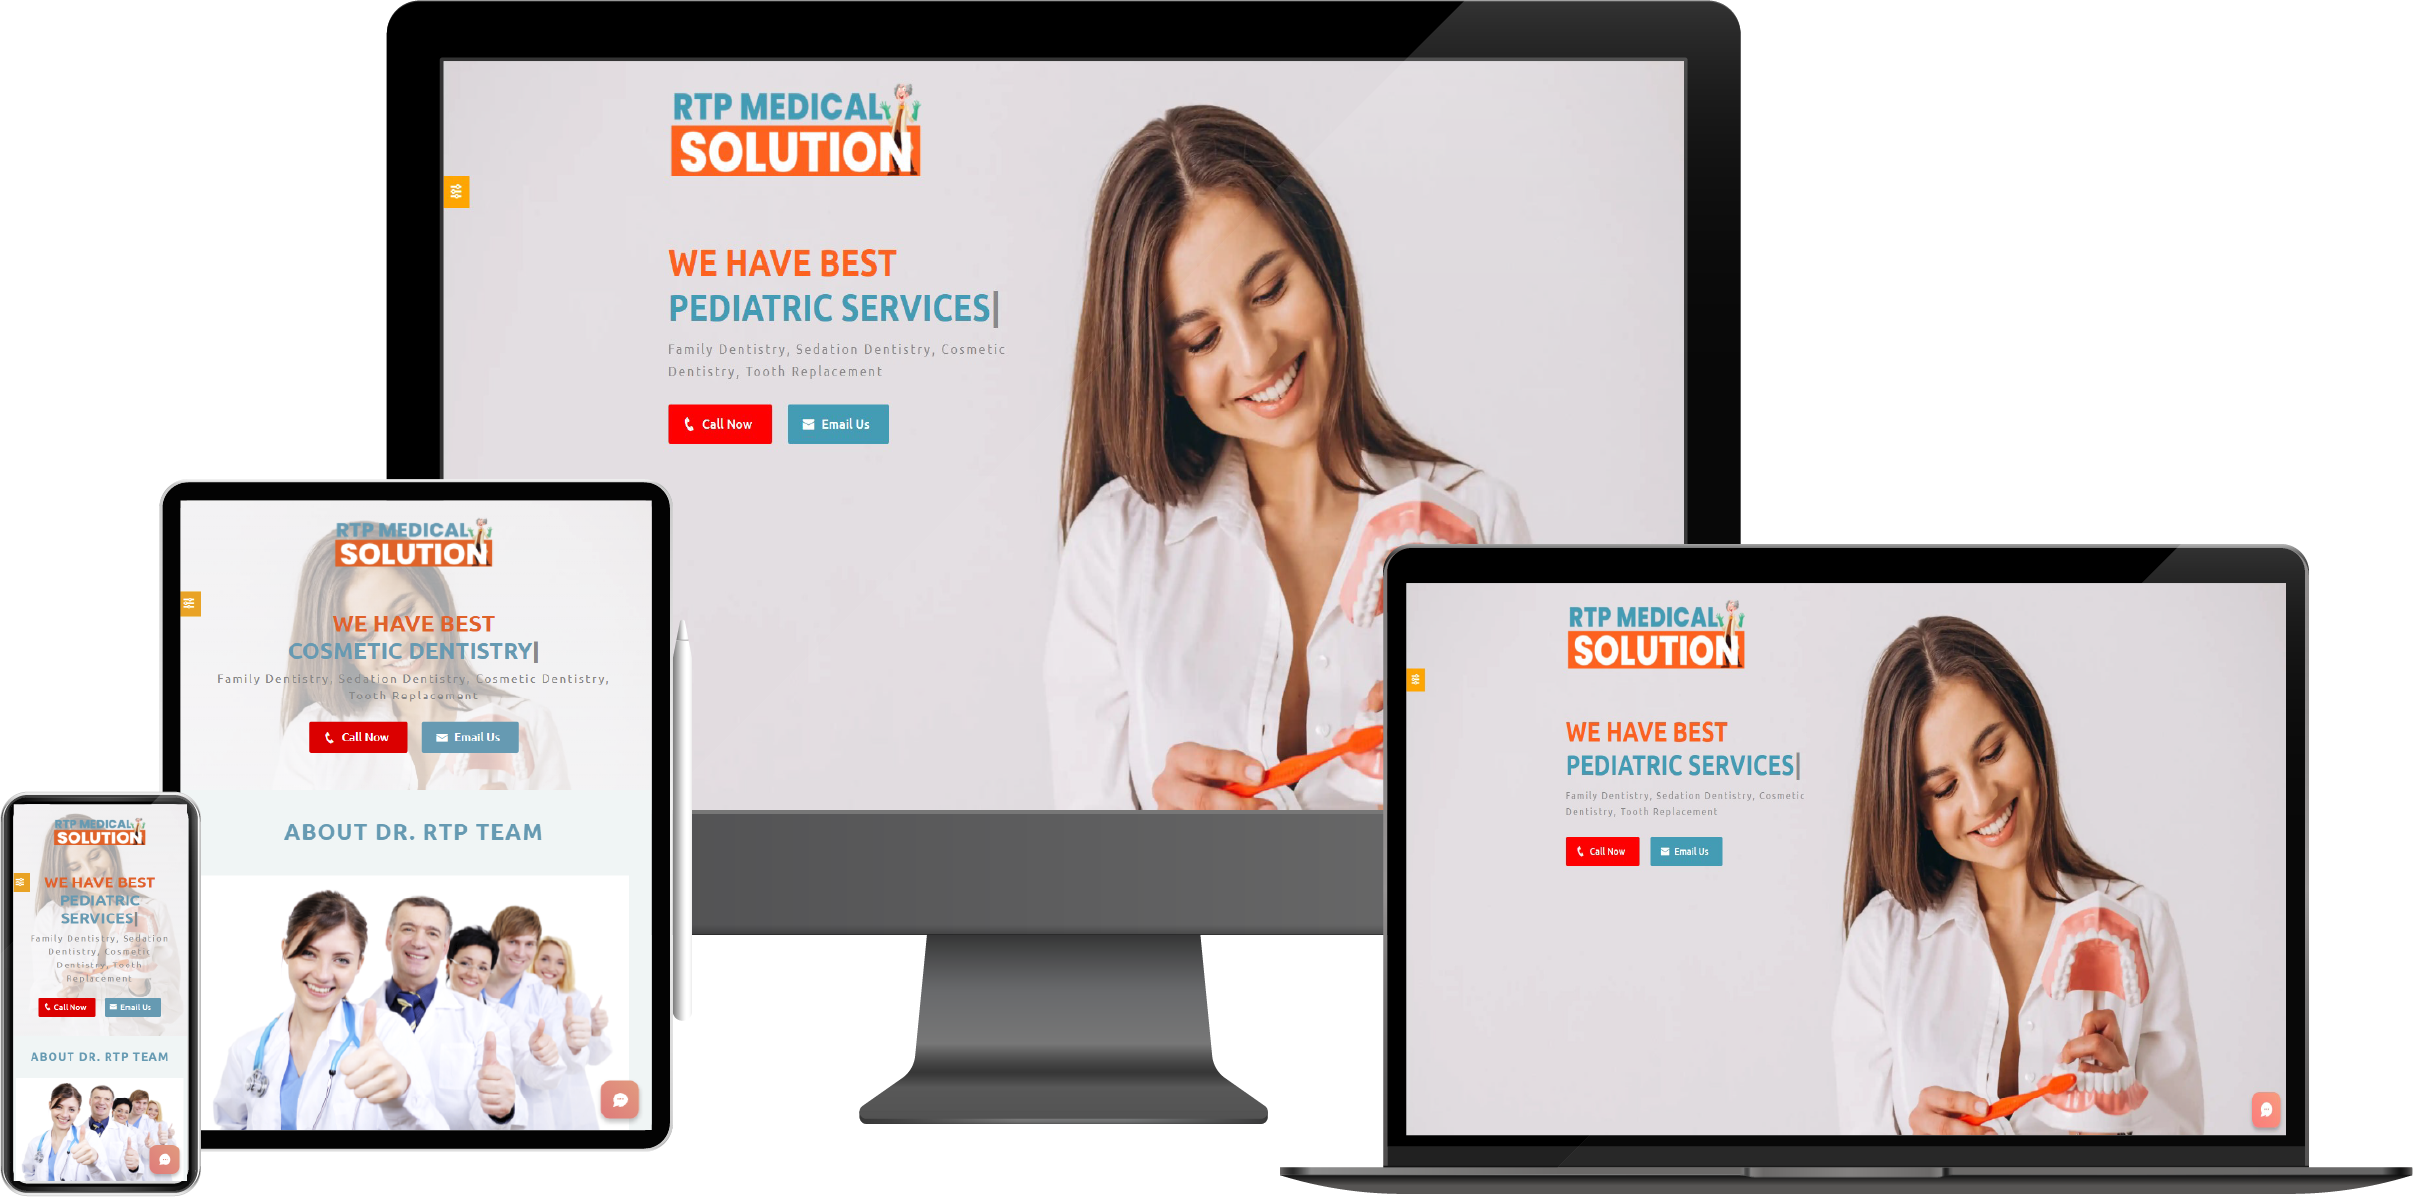 RTP MEDICAL
SOLUTION
WE HAVE BEST
PEDIATRIC SERVICES|
Family Dentistry, Sedation Dentistry, Cosmetic
Dentistry, Tooth Replacement
Call Now
Email Us
RTP MEDICAL
SOLUTION
WE HAVE BEST
COSMETIC DENTISTRY|
Family Dentistry, Sedation Dentistry, Cosmetic Dentistry,
Tooth Replacement
Call Now
Email Us
ABOUT DR. RTP TEAM
RTP MEDICAL
SOLUTION
WE HAVE BEST
PEDIATRIC
SERVICES|
Family Dentistry, Sedation
Dentistry, Cosmetic
Dentistry, Tooth
Replacement
Call Now
Email Us
ABOUT DR. RTP TEAM
RTP MEDICAL
SOLUTION
WE HAVE BEST
PEDIATRIC SERVICES|
Family Dentistry, Sedation Dentistry, Cosmetic
Dentistry, Tooth Replacement
Call Now
Email Us